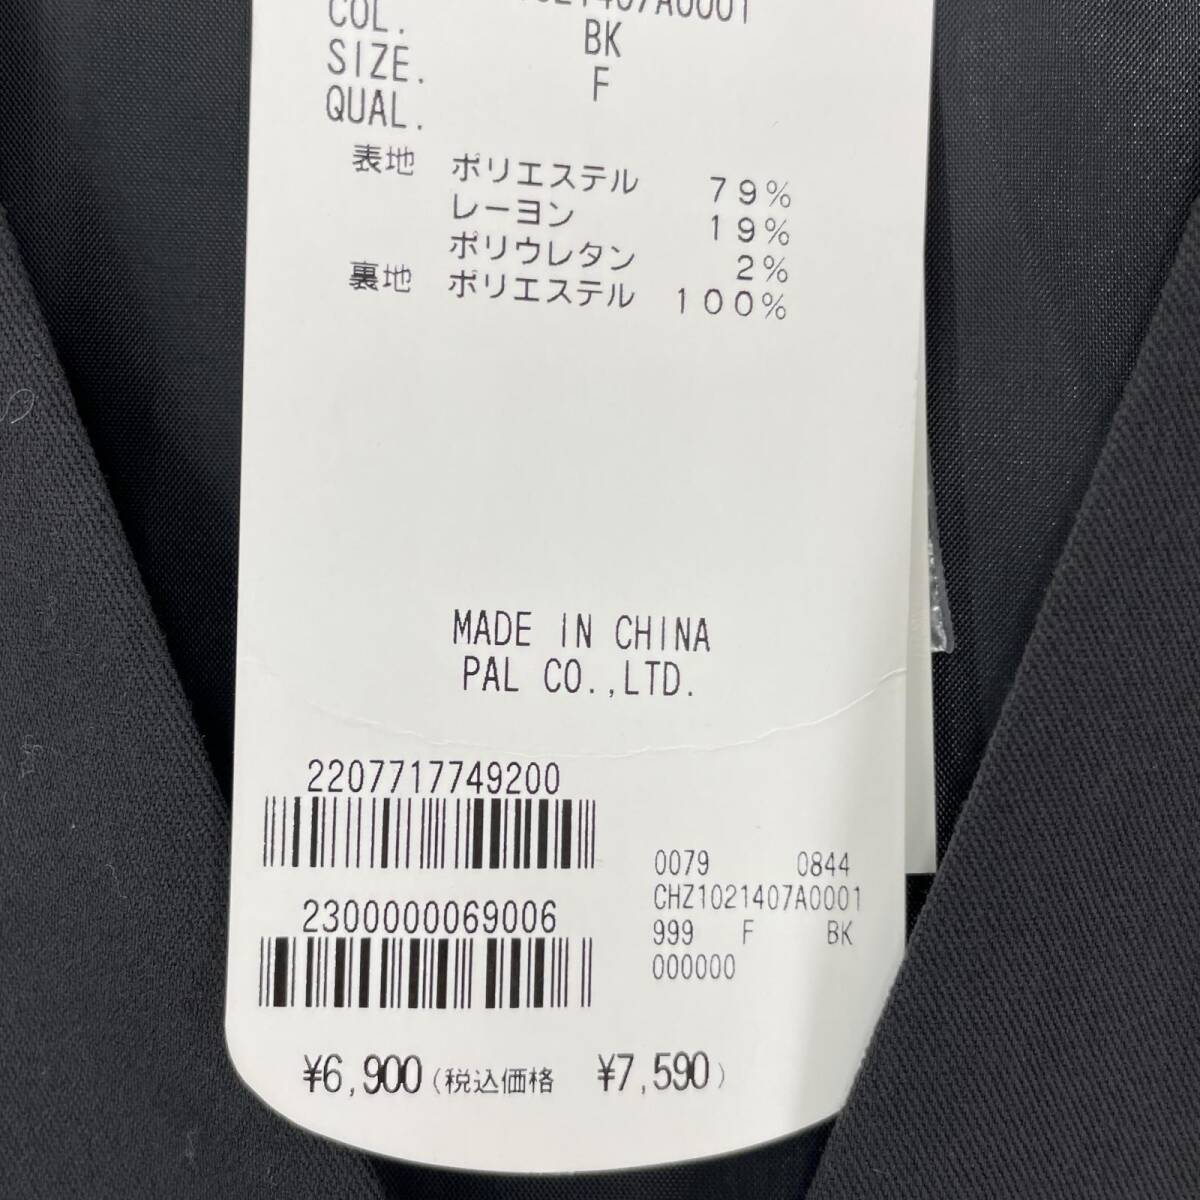 1021407A0001
COL. BK
SIZE. F
QUAL.
表地 ポリエステル 79%
レーヨン 19%
ポリウレタン 2%
裏地 ポリエステル 100%
MADE IN CHINA
PAL CO.,LTD.
2207717749200
2300000069006
0079 0844
CHZ1021407A0001
999 F BK
000000
¥6,900(税込価格 ¥7,590)